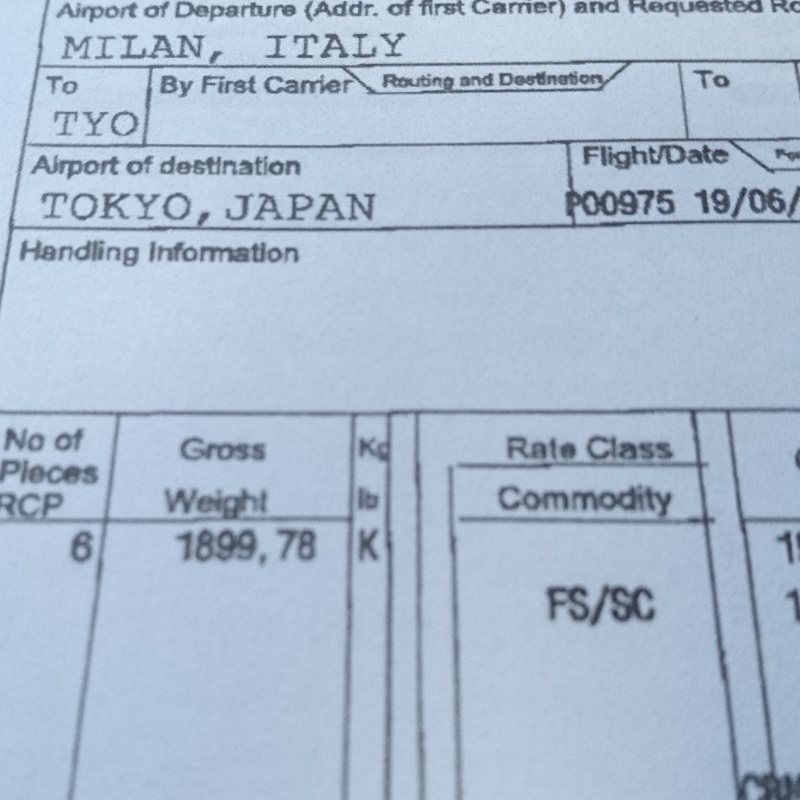 Airport of Departure (Addr. of first Carrier) and Requested
MILAN, ITALY
To By First Carrier Routing and Destination To
TYO
Airport of destination Flight/Date
TOKYO, JAPAN P00975 19/06/
Handling Information
No of Pieces RCP Gross Weight Kg lb Rate Class Commodity
6 1899,78 K
FS/SC